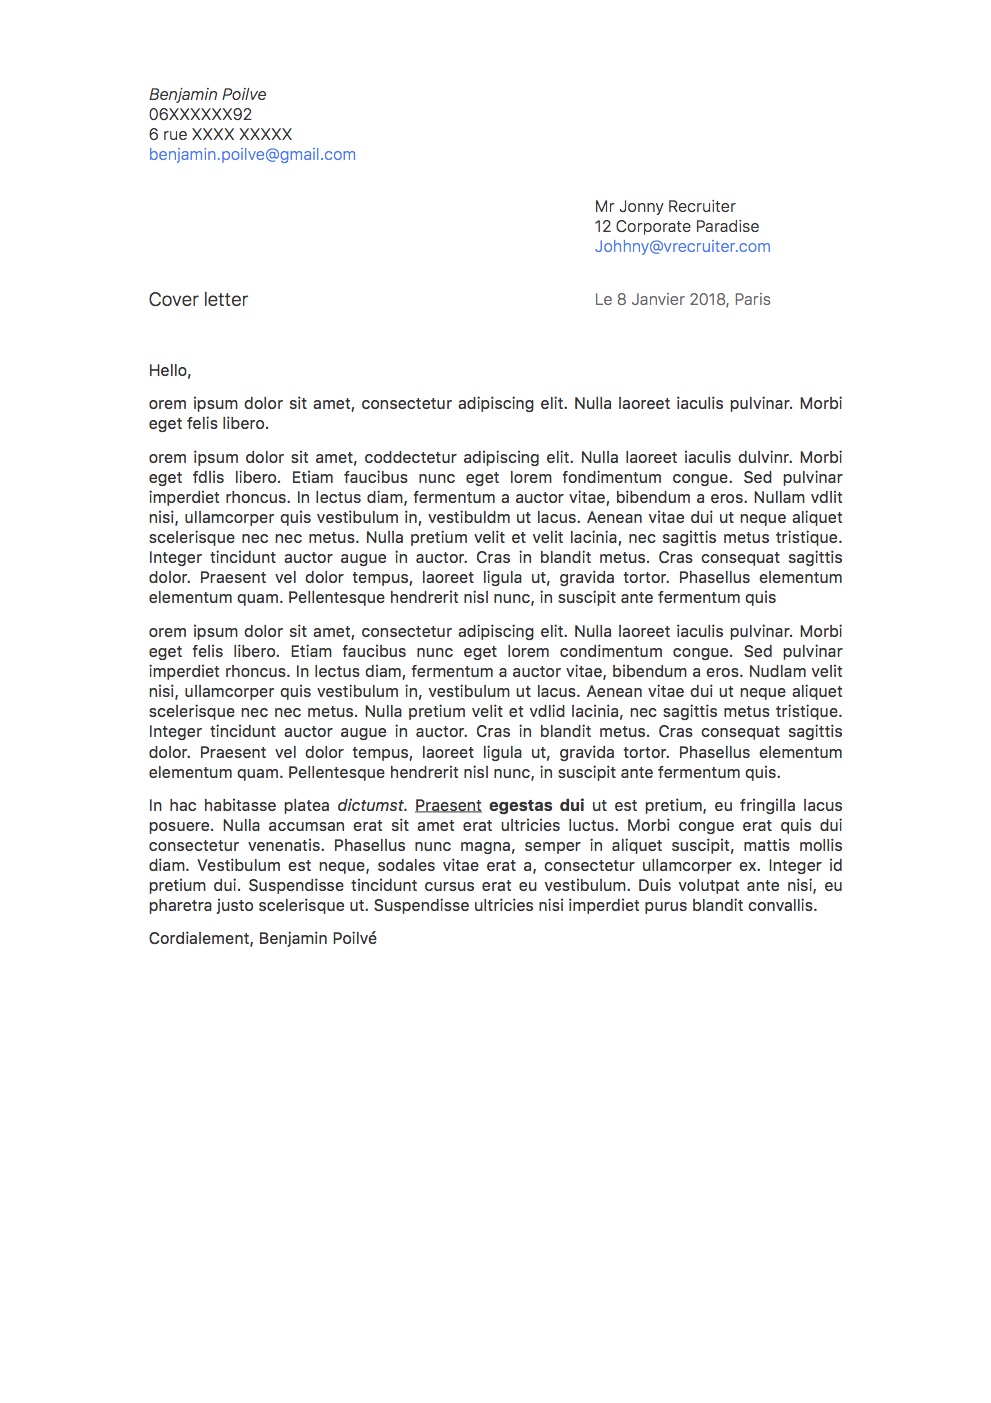 Benjamin Poilve
06XXXXXX92
6 rue XXXX XXXXX
benjamin.poilve@gmail.com
Mr Jonny Recruiter
12 Corporate Paradise
Johhny@vrecruiter.com
Cover letter
Le 8 Janvier 2018, Paris
Hello,
orem ipsum dolor sit amet, consectetur adipiscing elit. Nulla laoreet iaculis pulvinar. Morbi
eget felis libero.
orem ipsum dolor sit amet, coddectetur adipiscing elit. Nulla laoreet iaculis dulvinr. Morbi
eget fdlis libero. Etiam faucibus nunc eget lorem fondimentum congue. Sed pulvinar
imperdiet rhoncus. In lectus diam, fermentum a auctor vitae, bibendum a eros. Nullam vdlit
nisi, ullamcorper quis vestibulum in, vestibuldm ut lacus. Aenean vitae dui ut neque aliquet
scelerisque nec nec metus. Nulla pretium velit et velit lacinia, nec sagittis metus tristique.
Integer tincidunt auctor augue in auctor. Cras in blandit metus. Cras consequat sagittis
dolor. Praesent vel dolor tempus, laoreet ligula ut, gravida tortor. Phasellus elementum
elementum quam. Pellentesque hendrerit nisl nunc, in suscipit ante fermentum quis
orem ipsum dolor sit amet, consectetur adipiscing elit. Nulla laoreet iaculis pulvinar. Morbi
eget felis libero. Etiam faucibus nunc eget lorem condimentum congue. Sed pulvinar
imperdiet rhoncus. In lectus diam, fermentum a auctor vitae, bibendum a eros. Nudlam velit
nisi, ullamcorper quis vestibulum in, vestibulum ut lacus. Aenean vitae dui ut neque aliquet
scelerisque nec nec metus. Nulla pretium velit et vdlid lacinia, nec sagittis metus tristique.
Integer tincidunt auctor augue in auctor. Cras in blandit metus. Cras consequat sagittis
dolor. Praesent vel dolor tempus, laoreet ligula ut, gravida tortor. Phasellus elementum
elementum quam. Pellentesque hendrerit nisl nunc, in suscipit ante fermentum quis.
In hac habitasse platea dictumst. Praesent egestas dui ut est pretium, eu fringilla lacus
posuere. Nulla accumsan erat sit amet erat ultricies luctus. Morbi congue erat quis dui
consectetur venenatis. Phasellus nunc magna, semper in aliquet suscipit, mattis mollis
diam. Vestibulum est neque, sodales vitae erat a, consectetur ullamcorper ex. Integer id
pretium dui. Suspendisse tincidunt cursus erat eu vestibulum. Duis volutpat ante nisi, eu
pharetra justo scelerisque ut. Suspendisse ultricies nisi imperdiet purus blandit convallis.
Cordialement, Benjamin Poilvé